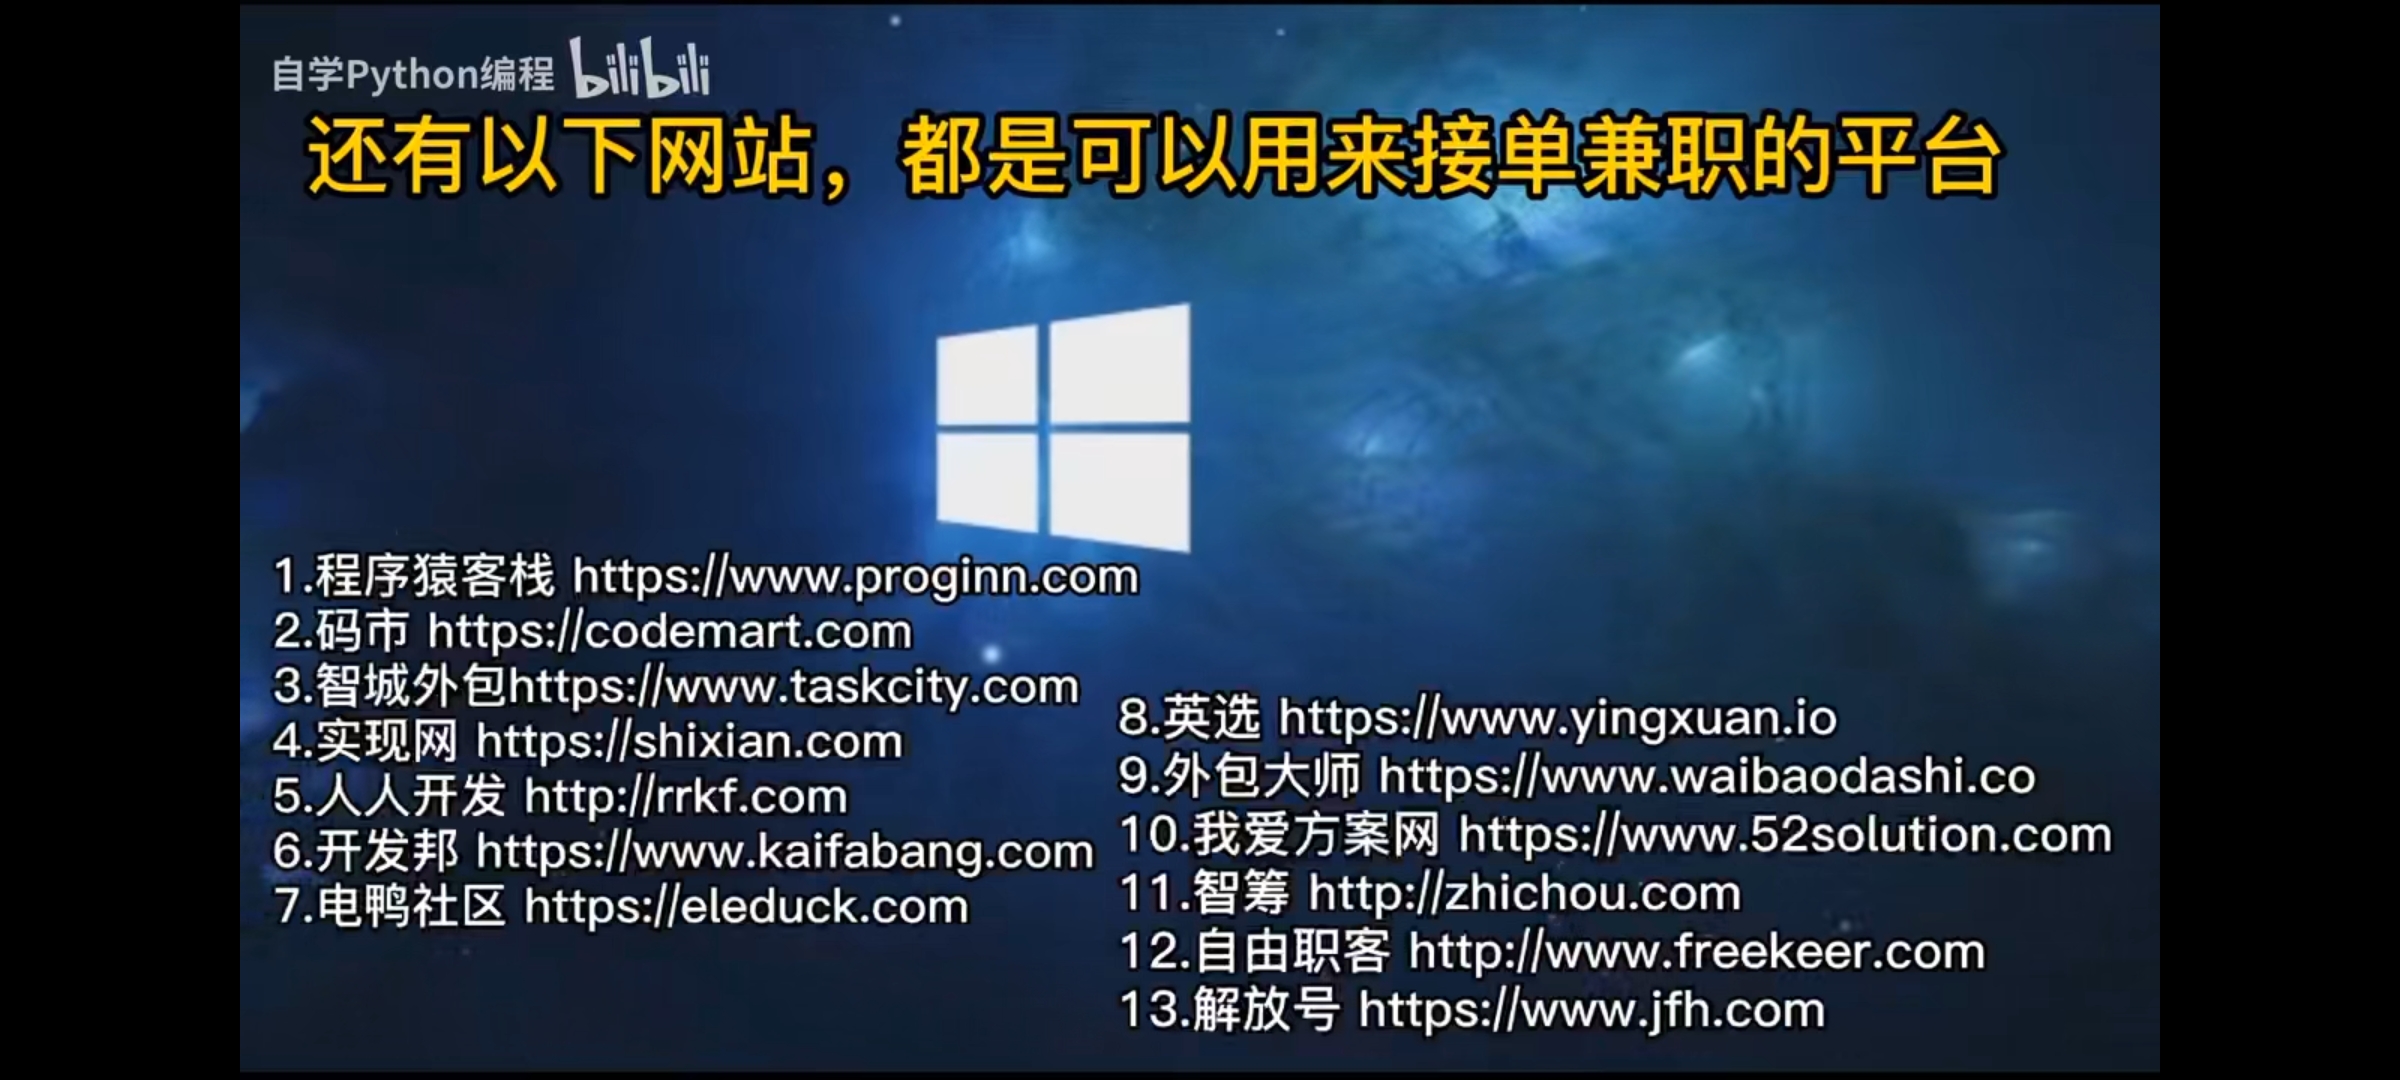 自学Python编程 bilibili
还有以下网站，都是可以用来接单兼职的平台
1.程序猿客栈 https://www.proginn.com
2.码市 https://codemart.com
3.智城外包https://www.taskcity.com
4.实现网 https://shixian.com
5.人人开发 http://rrkf.com
6.开发邦 https://www.kaifabang.com
7.电鸭社区 https://eleduck.com
8.英选 https://www.yingxuan.io
9.外包大师 https://www.waibaodashi.co
10.我爱方案网 https://www.52solution.com
11.智筹 http://zhichou.com
12.自由职客 http://www.freekeer.com
13.解放号 https://www.jfh.com